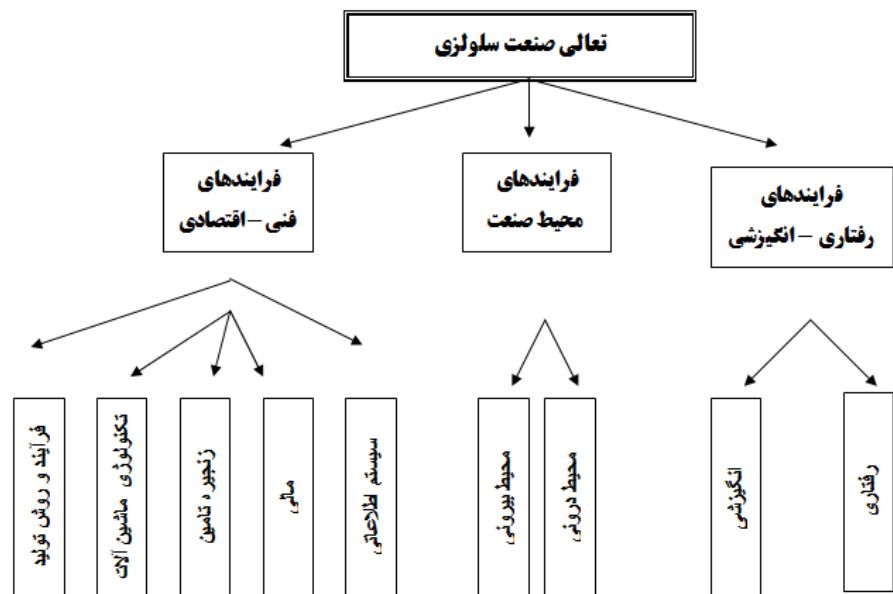 تعالی صنعت سلولزی
فرایندهای
رفتاری – انگیزشی
فرایندهای
محیط صنعت
فرایندهای
فنی – اقتصادی
رفتاری
انگیزشی
محیط درونی
محیط بیرونی
سیستم اطلاعاتی
مالی
زنجیره تامین
تکنولوژی ماشین آلات
فرآیند و روش تولید